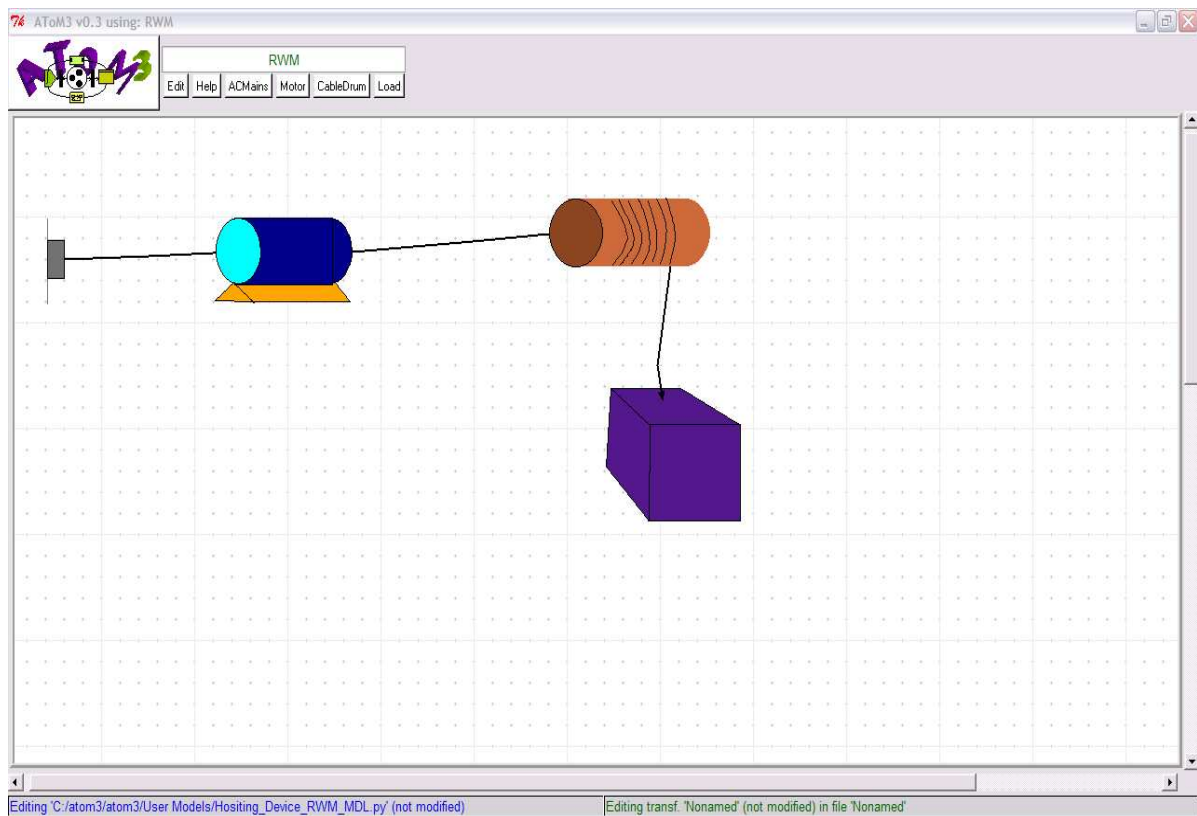 AToM3 v0.3 using: RWM
AToM3
RWM
Edit Help ACMains Motor CableDrum Load
Editing 'C:/atom3/atom3/User Models/Hositing_Device_RWM_MDL.py' (not modified)
Editing transf. 'Nonamed' (not modified) in file 'Nonamed'